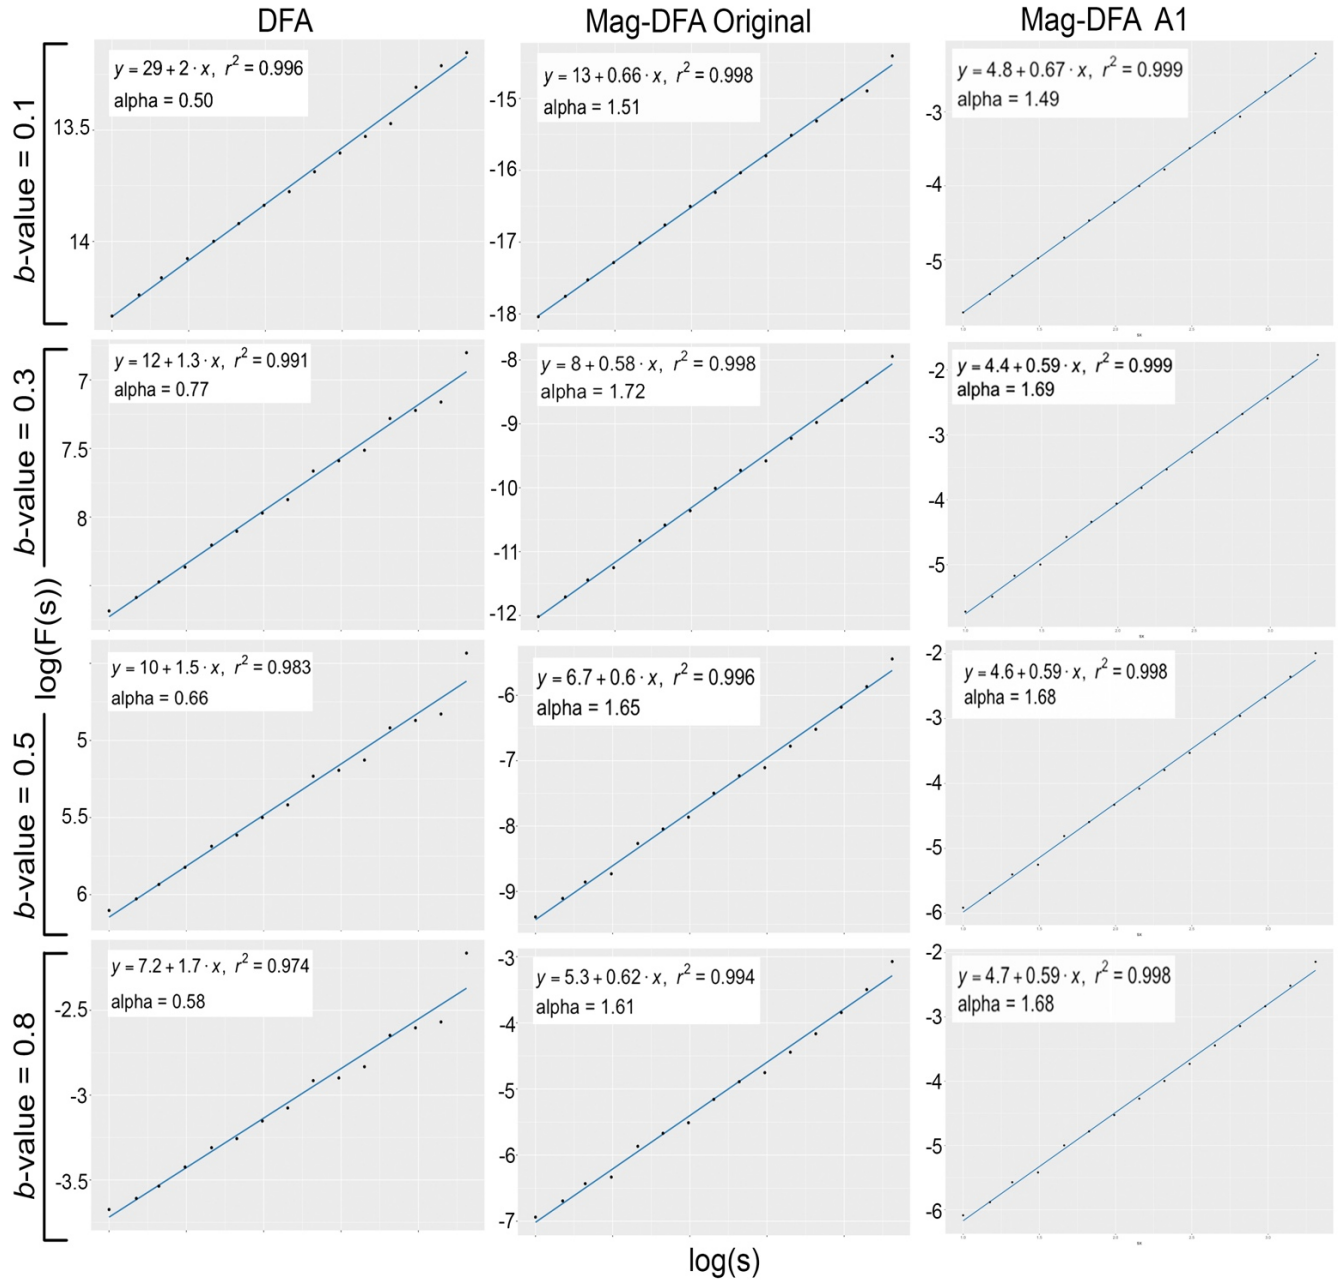 DFA
Mag-DFA Original
Mag-DFA A1
b-value = 0.1
y = 29 + 2 · x, r² = 0.996
alpha = 0.50
13.5
14
y = 13 + 0.66 · x, r² = 0.998
alpha = 1.51
-15
-16
-17
-18
y = 4.8 + 0.67 · x, r² = 0.999
alpha = 1.49
-3
-4
-5
b-value = 0.3
y = 12 + 1.3 · x, r² = 0.991
alpha = 0.77
7
7.5
8
y = 8 + 0.58 · x, r² = 0.998
alpha = 1.72
-8
-9
-10
-11
-12
y = 4.4 + 0.59 · x, r² = 0.999
alpha = 1.69
-2
-3
-4
-5
log(F(s))
b-value = 0.5
y = 10 + 1.5 · x, r² = 0.983
alpha = 0.66
5
5.5
6
y = 6.7 + 0.6 · x, r² = 0.996
alpha = 1.65
-6
-7
-8
-9
y = 4.6 + 0.59 · x, r² = 0.998
alpha = 1.68
-2
-3
-4
-5
-6
b-value = 0.8
y = 7.2 + 1.7 · x, r² = 0.974
alpha = 0.58
-2.5
-3
-3.5
y = 5.3 + 0.62 · x, r² = 0.994
alpha = 1.61
-3
-4
-5
-6
-7
y = 4.7 + 0.59 · x, r² = 0.998
alpha = 1.68
-2
-3
-4
-5
-6
log(s)